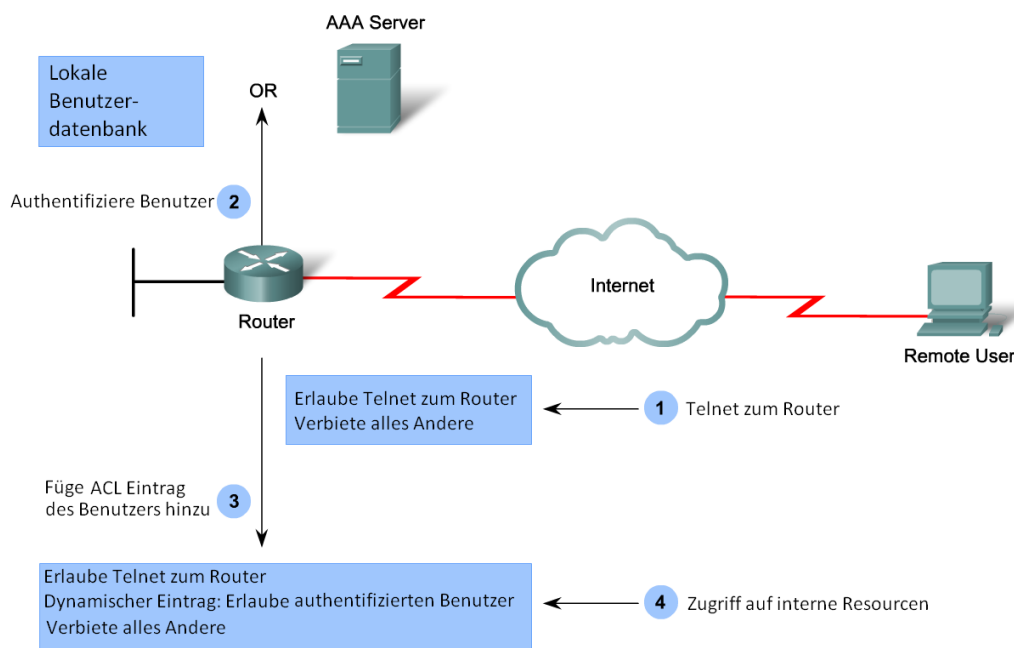 AAA Server
Lokale
Benutzer-
datenbank
OR
Authentifiziere Benutzer
2
Router
Internet
Remote User
Erlaube Telnet zum Router
Verbiete alles Andere
1
Telnet zum Router
Füge ACL Eintrag
des Benutzers hinzu
3
Erlaube Telnet zum Router
Dynamischer Eintrag: Erlaube authentifizierten Benutzer
Verbiete alles Andere
4
Zugriff auf interne Resourcen